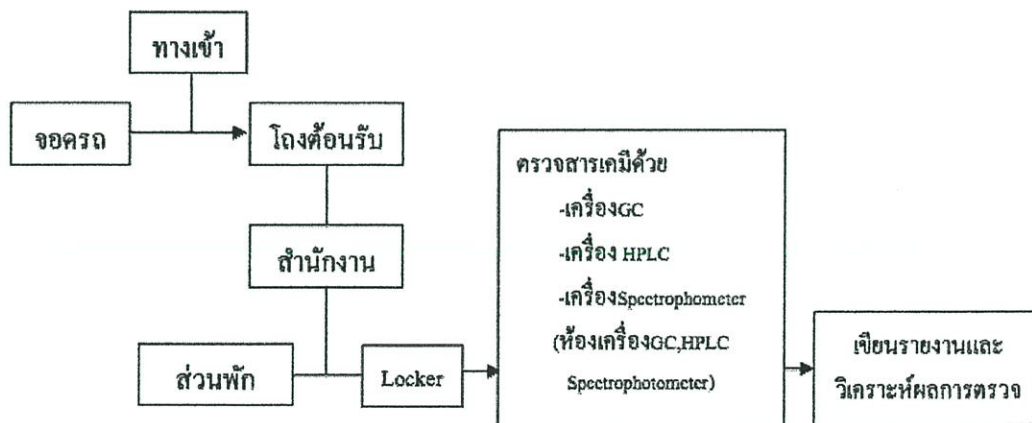 ทางเข้า
จอดรถ
โถงต้อนรับ
สำนักงาน
ส่วนพัก
Locker
ตรวจสารเคมีด้วย
-เครื่องGC
-เครื่อง HPLC
-เครื่องSpectrophometer
(ห้องเครื่องGC,HPLC
Spectrophotometer)
เขียนรายงานและ
วิเคราะห์ผลการตรวจ